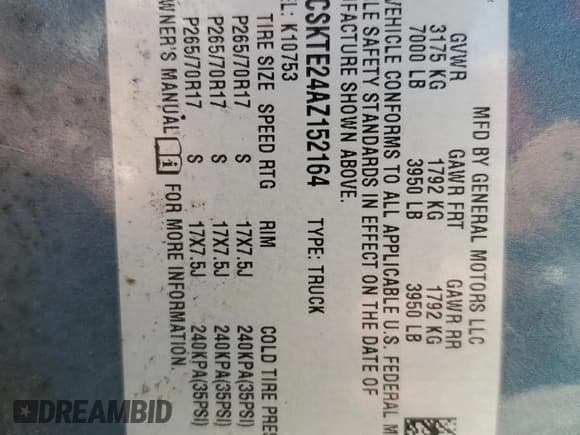 MFD BY GENERAL MOTORS LLC
GVWR GAWR FRT GAWR RR
3175 KG 1792 KG 1792 KG
7000 LB 3950 LB 3950 LB
VEHICLE CONFORMS TO ALL APPLICABLE U.S. FEDERAL M
LE SAFETY STANDARDS IN EFFECT ON THE DATE OF
UFACTURE SHOWN ABOVE.
CSKTE24AZ152164 TYPE: TRUCK
EL: K10753
TIRE SIZE SPEED RTG RIM COLD TIRE PRES
P265/70R17 S 17X7.5J 240KPA(35PSI)
P265/70R17 S 17X7.5J 240KPA(35PSI)
P265/70R17 S 17X7.5J 240KPA(35PSI)
OWNER'S MANUAL FOR MORE INFORMATION.
DREAMBID